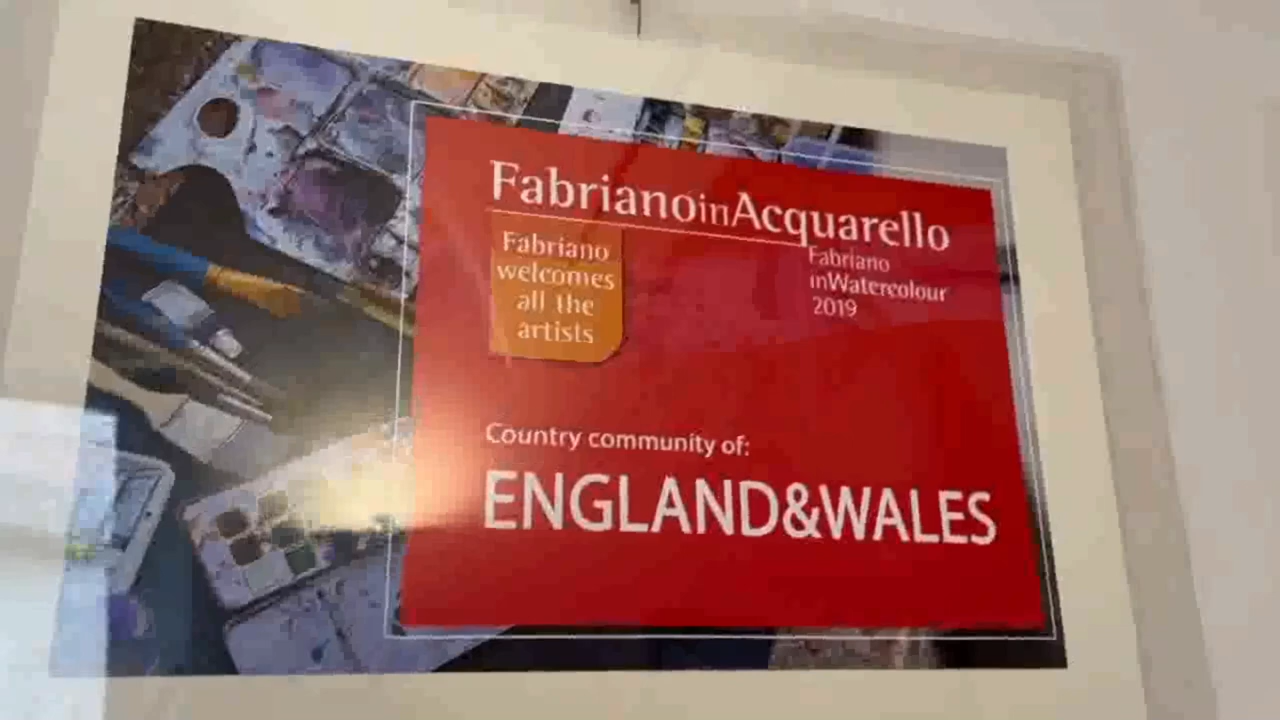 FabrianoinAcquarello
Fabriano
welcomes
all the
artists
Fabriano
inWatercolour
2019
Country community of:
ENGLAND&WALES